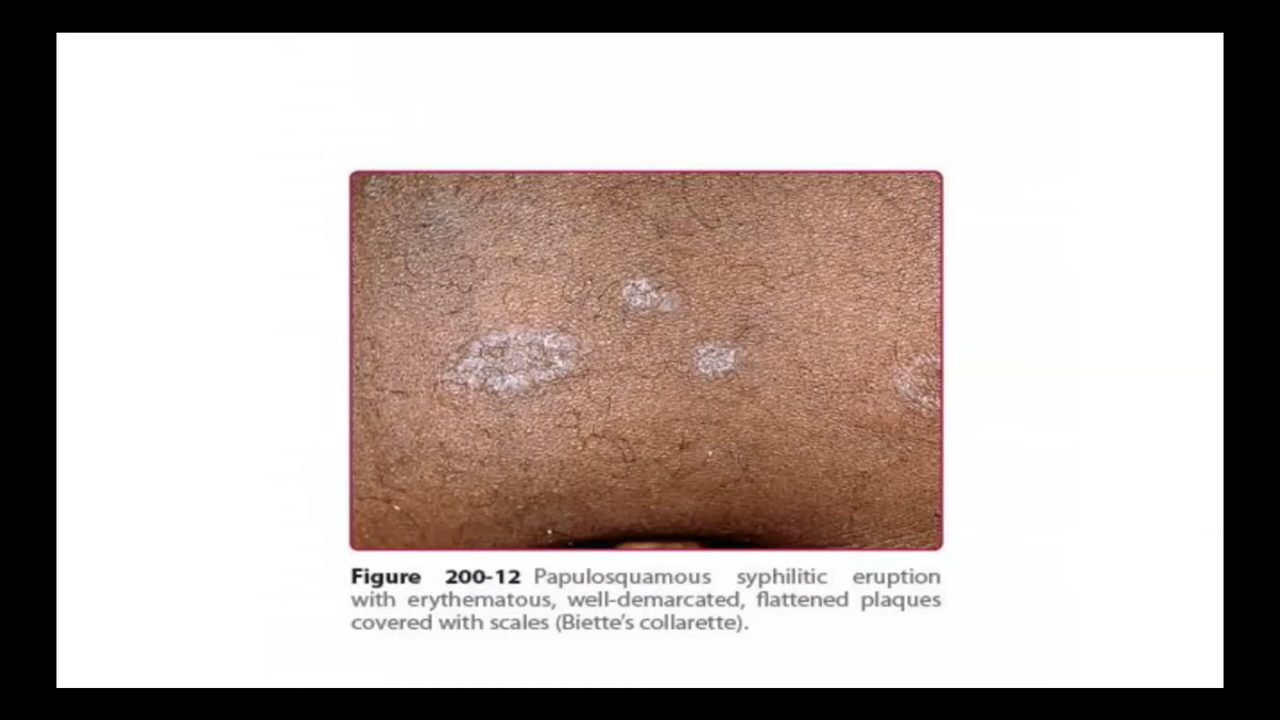 Figure 200-12 Papulosquamous syphilitic eruption
with erythematous, well-demarcated, flattened plaques
covered with scales (Biette's collarette).